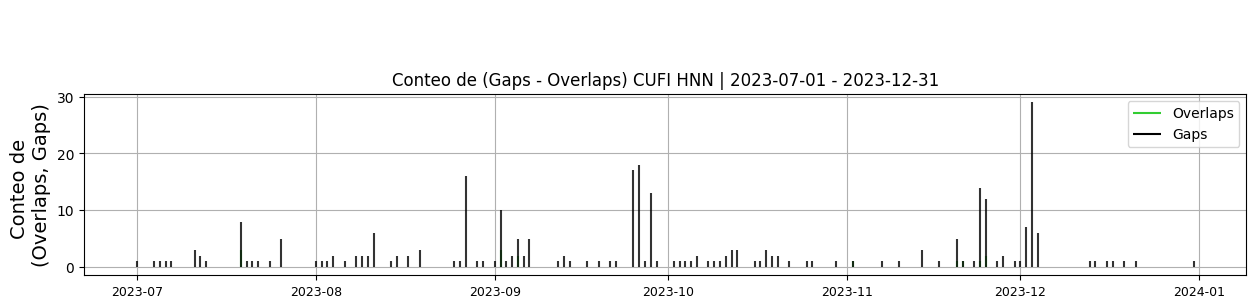 Conteo de (Gaps - Overlaps) CUFI HNN | 2023-07-01 - 2023-12-31
Conteo de
(Overlaps, Gaps)
30
20
10
0
Overlaps
Gaps
2023-07
2023-08
2023-09
2023-10
2023-11
2023-12
2024-01